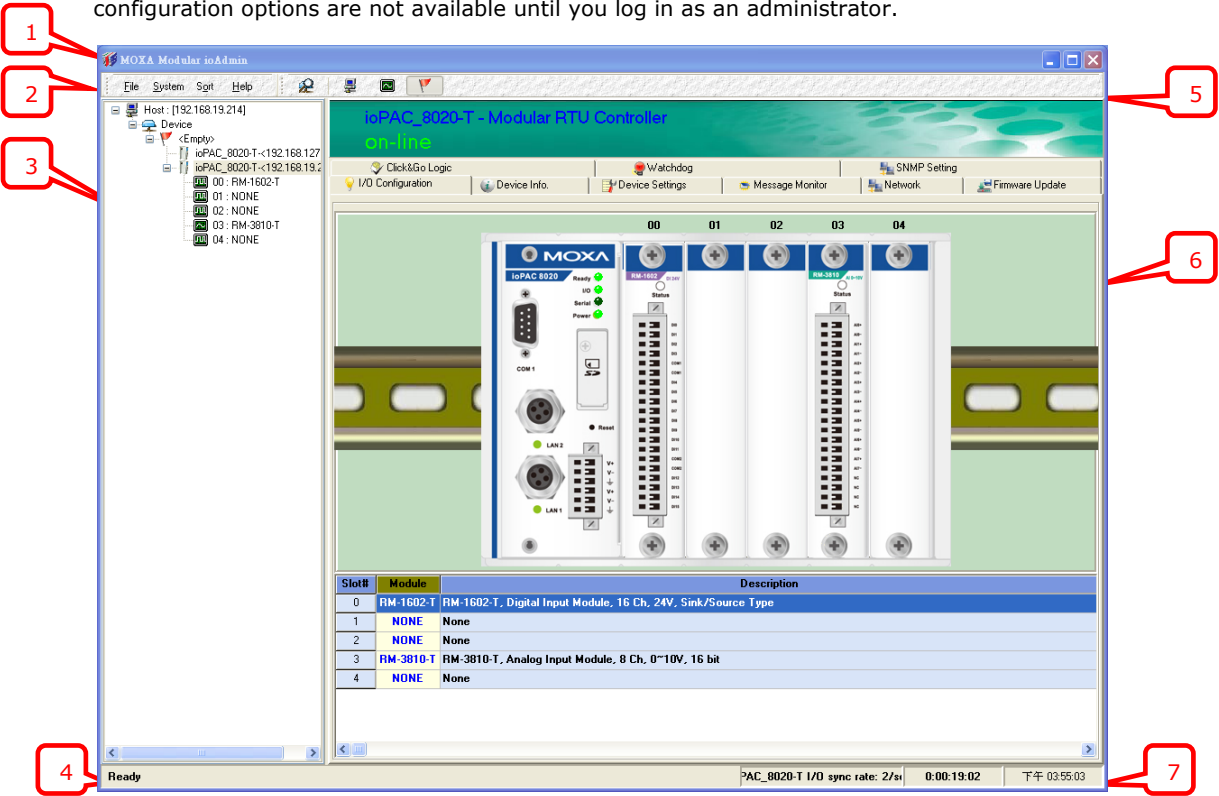 configuration options are not available until you log in as an administrator.
1
MOXA Modular ioAdmin
2
File System Sort Help
5
Host : [192.168.19.214]
Device
<Empty>
ioPAC_8020-T-<192.168.127
3
ioPAC_8020-T-<192.168.19.2
00 : RM-1602-T
01 : NONE
02 : NONE
03 : RM-3810-T
04 : NONE
ioPAC_8020-T - Modular RTU Controller
on-line
Click&Go Logic Watchdog SNMP Setting
I/O Configuration Device Info. Device Settings Message Monitor Network Firmware Update
6
00 01 02 03 04
MOXA
ioPAC 8020
Ready
I/O
Serial
Power
COM 1
Reset
LAN 2
LAN 1
V+
V-
V+
V-
RM-1602 DI 24V
Status
RM-3810 AI 0-10V
Status
Slot# Module Description
0 RM-1602-T RM-1602-T, Digital Input Module, 16 Ch, 24V, Sink/Source Type
1 NONE None
2 NONE None
3 RM-3810-T RM-3810-T, Analog Input Module, 8 Ch, 0~10V, 16 bit
4 NONE None
4
Ready
PAC_8020-T I/O sync rate: 2/s
0:00:19:02
下午 03:55:03
7